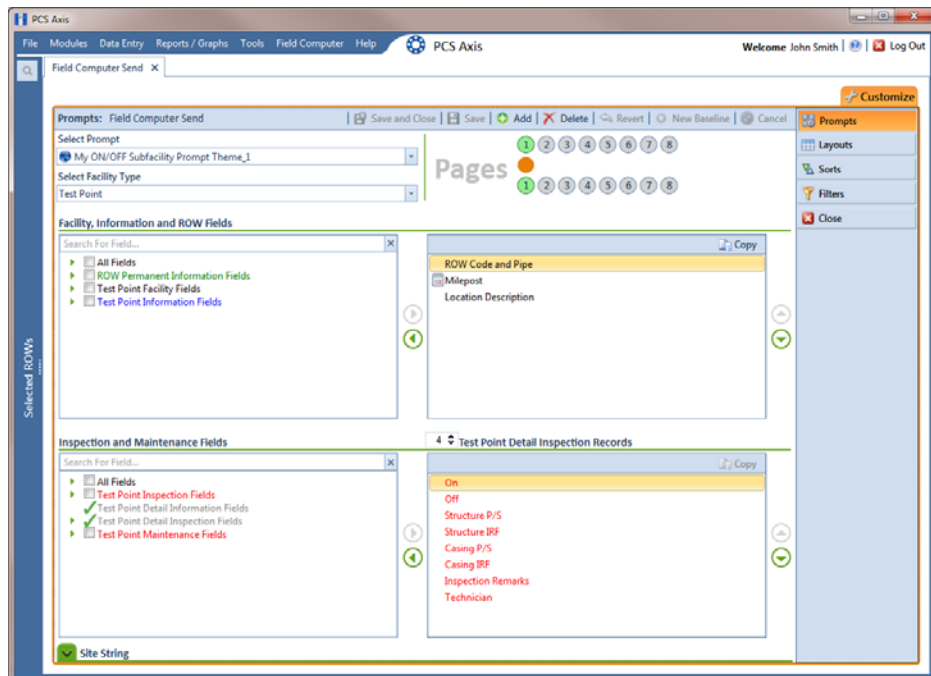 PCS Axis
File Modules Data Entry Reports / Graphs Tools Field Computer Help PCS Axis Welcome John Smith | | Log Out
Field Computer Send X
Customize
Prompts: Field Computer Send | Save and Close | Save | Add | Delete | Revert | New Baseline | Cancel
Prompts
Select Prompt
My ON/OFF Subfacility Prompt Theme_1
Select Facility Type
Test Point
Pages
1 2 3 4 5 6 7 8
1 2 3 4 5 6 7 8
Layouts
Sorts
Filters
Close
Facility, Information and ROW Fields
Search For Field...
All Fields
ROW Permanent Information Fields
Test Point Facility Fields
Test Point Information Fields
Copy
ROW Code and Pipe
Milepost
Location Description
Selected ROWs
Inspection and Maintenance Fields
4 Test Point Detail Inspection Records
Search For Field...
All Fields
Test Point Inspection Fields
Test Point Detail Information Fields
Test Point Detail Inspection Fields
Test Point Maintenance Fields
Copy
On
Off
Structure P/S
Structure IRF
Casing P/S
Casing IRF
Inspection Remarks
Technician
Site String